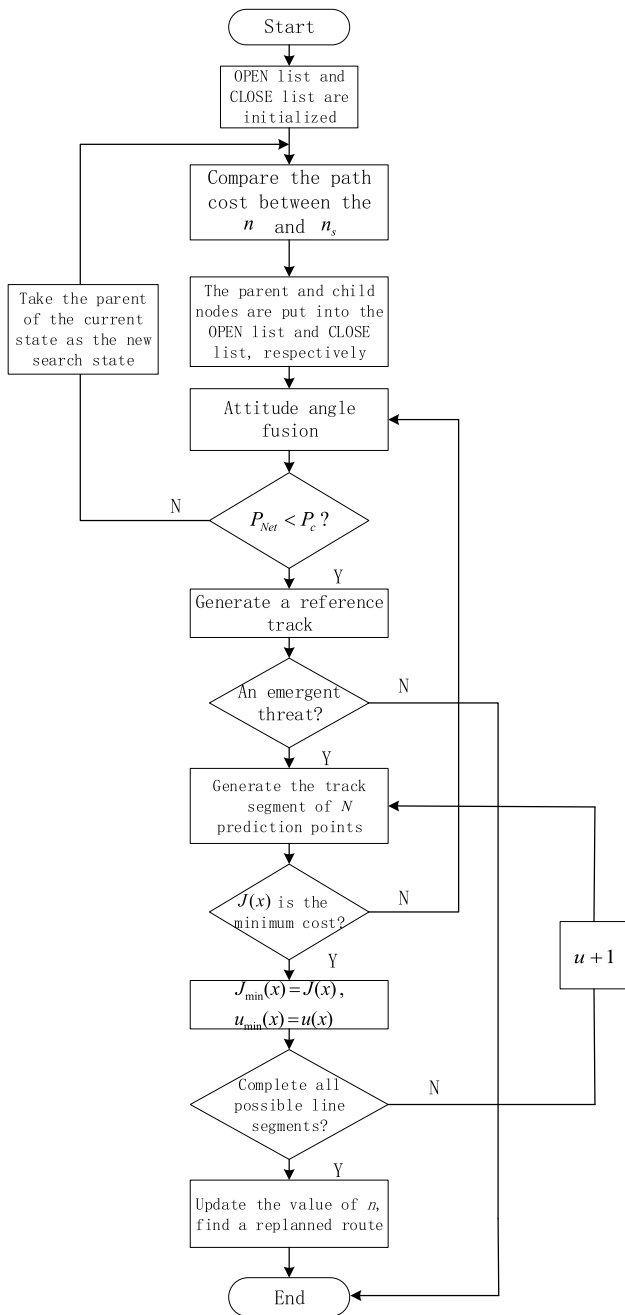 Start
OPEN list and
CLOSE list are
initialized
Compare the path
cost between the
n and nₛ
Take the parent
of the current
state as the new
search state
The parent and child
nodes are put into the
OPEN list and CLOSE
list, respectively
Attitude angle
fusion
N
P_Net < P_c ?
Y
Generate a reference
track
An emergent
threat?
N
Y
Generate the track
segment of N
prediction points
J(x) is the
minimum cost?
N
Y
u + 1
J_min(x)=J(x),
u_min(x)=u(x)
Complete all
possible line
segments?
N
Y
Update the value of n,
find a replanned route
End